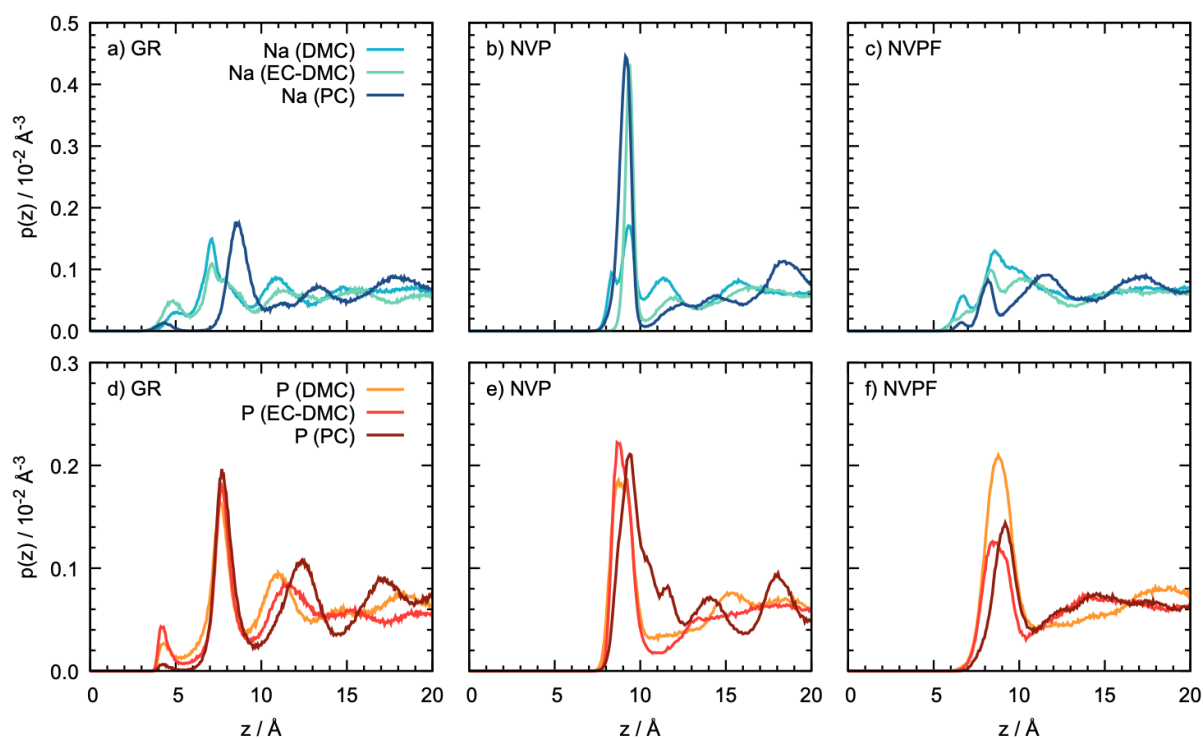 a) GR
Na (DMC)
Na (EC-DMC)
Na (PC)
b) NVP
c) NVPF
p(z) / 10⁻² Å⁻³
0.5
0.4
0.3
0.2
0.1
0.0
d) GR
P (DMC)
P (EC-DMC)
P (PC)
e) NVP
f) NVPF
p(z) / 10⁻² Å⁻³
0.3
0.2
0.1
0.0
0 5 10 15 20
0 5 10 15 20
0 5 10 15 20
z / Å
z / Å
z / Å